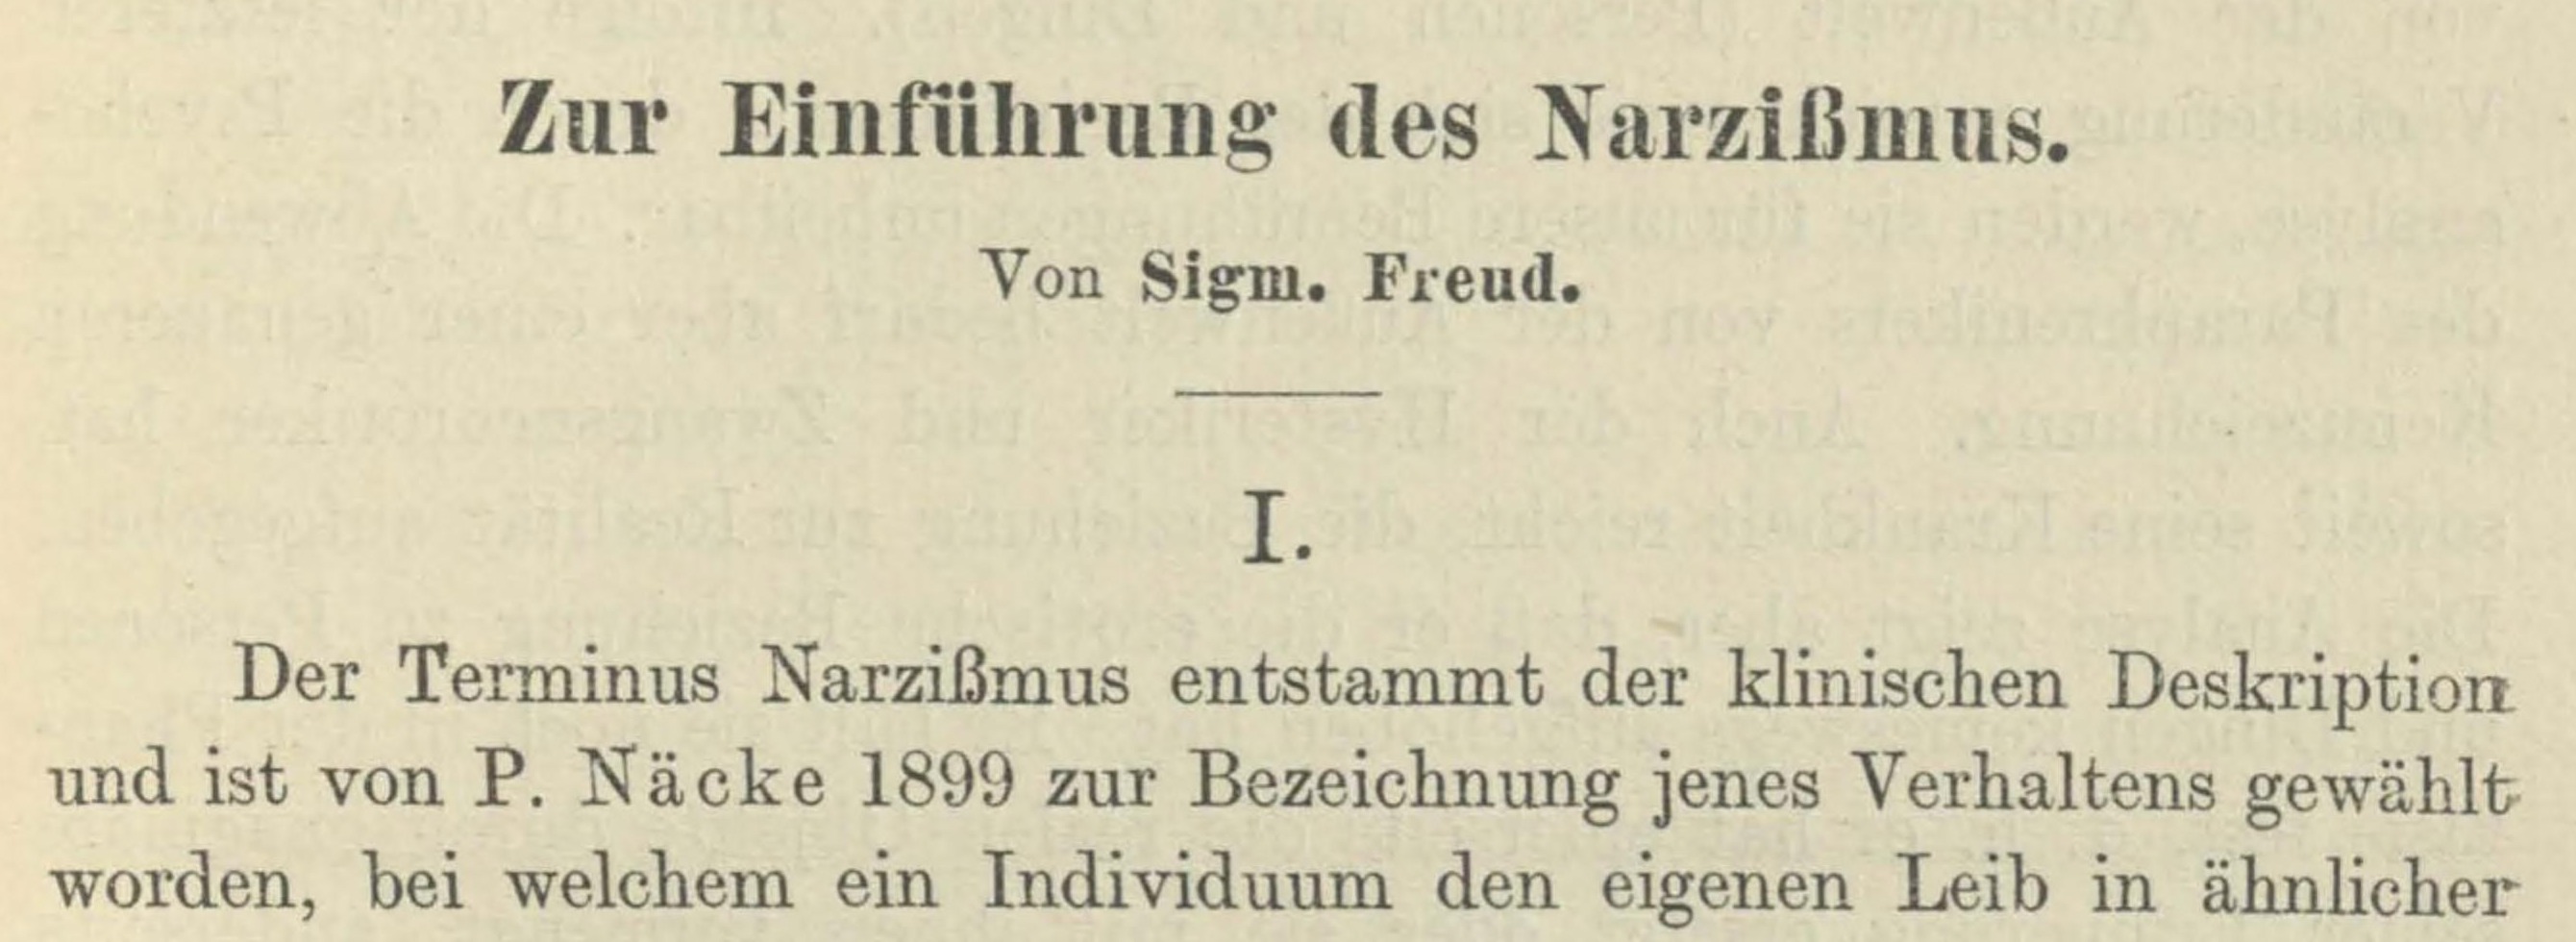 Zur Einführung des Narzißmus.
Von Sigm. Freud.
I.
Der Terminus Narzißmus entstammt der klinischen Deskription
und ist von P. Näcke 1899 zur Bezeichnung jenes Verhaltens gewählt
worden, bei welchem ein Individuum den eigenen Leib in ähnlicher